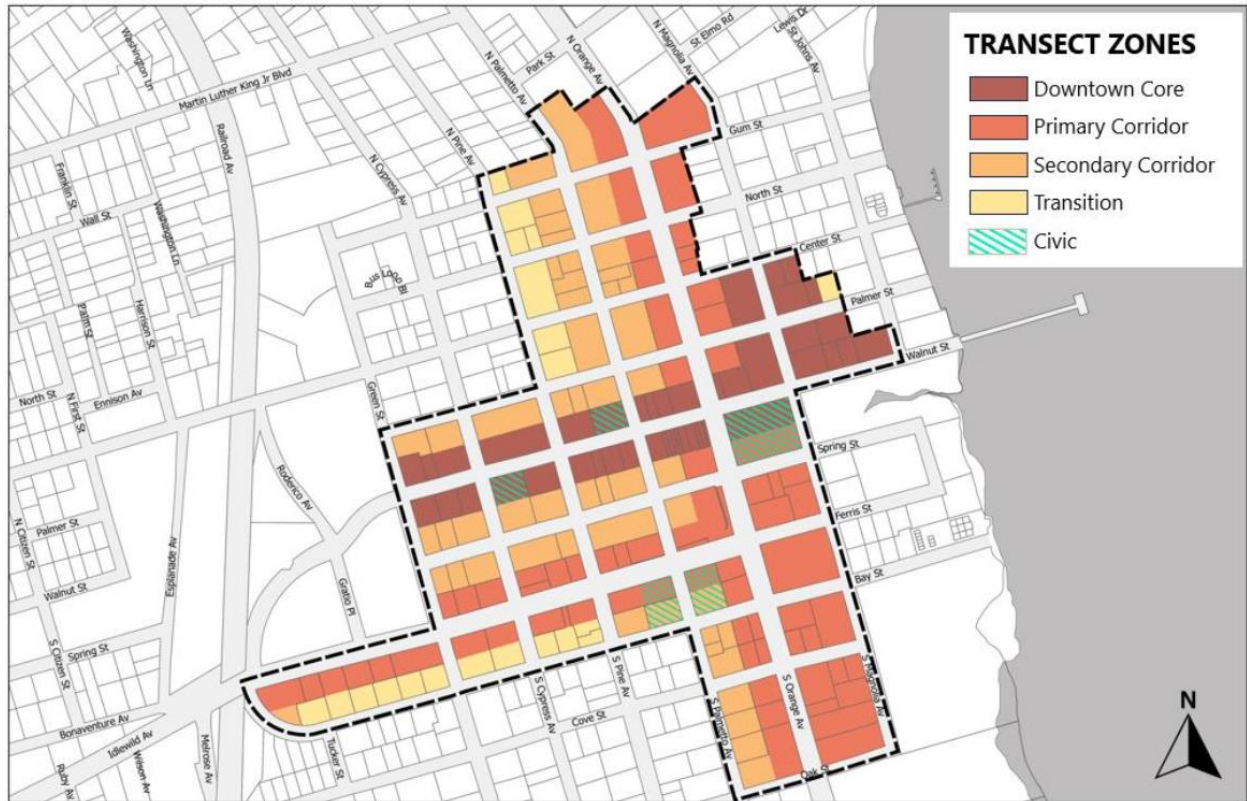 TRANSECT ZONES
Downtown Core
Primary Corridor
Secondary Corridor
Transition
Civic
N
Washington Ln
Martin Luther King Jr Blvd
Railroad Av
N Palmetto Av
Park St
N Orange Av
N Magnolia Av
St Elmo Rd
Lewis Dr
St Johns Av
N Pine Av
N Cypress Av
Gum St
Franklin St
Wall St
Washington Ln
North St
Center St
Bus Loop Bl
Palm St
Harrison St
Palmer St
Walnut St
North St
N First St
Ennison Av
Green St
Spring St
Roderico Av
Ferris St
N Citizen St
Palmer St
Esplanade Av
Bay St
Walnut St
Gratio Pl
S Citizen St
Spring St
S Pine Av
S Cypress Av
Cove St
S Palmetto Av
S Orange Av
S Magnolia Av
Bonaventure Av
Idlewild Av
Ruby Av
Wilson Av
Melrose Av
Tucker St
Oak St